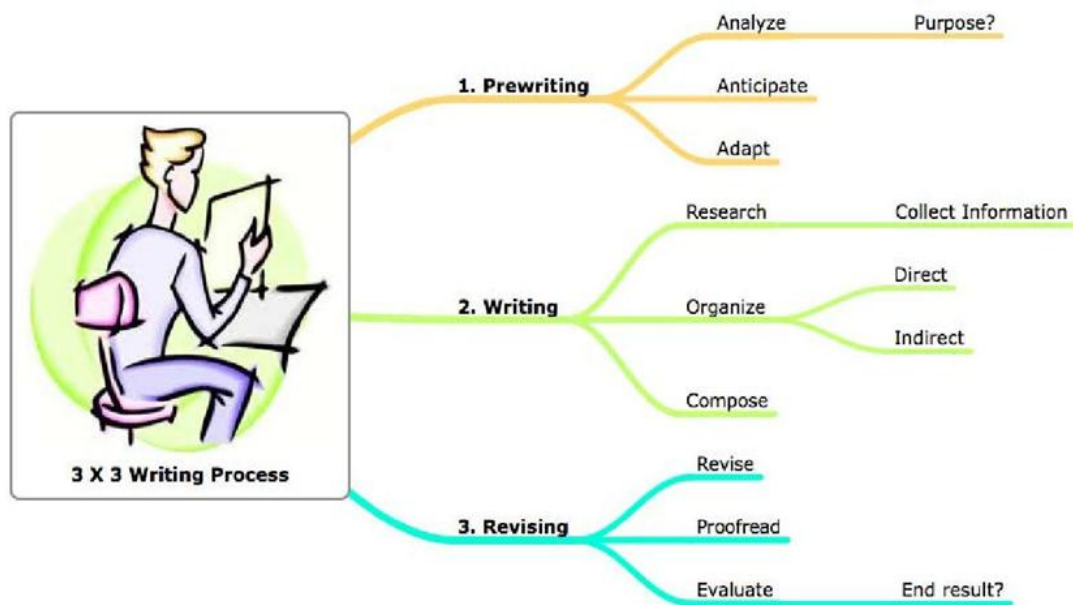 Analyze Purpose?
1. Prewriting Anticipate
Adapt
Research Collect Information
Direct
2. Writing Organize
Indirect
Compose
3 X 3 Writing Process
Revise
3. Revising Proofread
Evaluate End result?